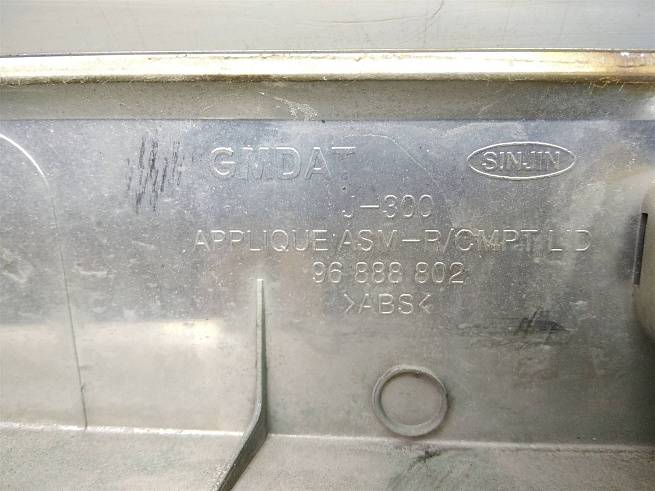 GMDAT
SINJIN
J-300
APPLIQUE ASM-R/CMPT LID
96 888 802
>ABS<